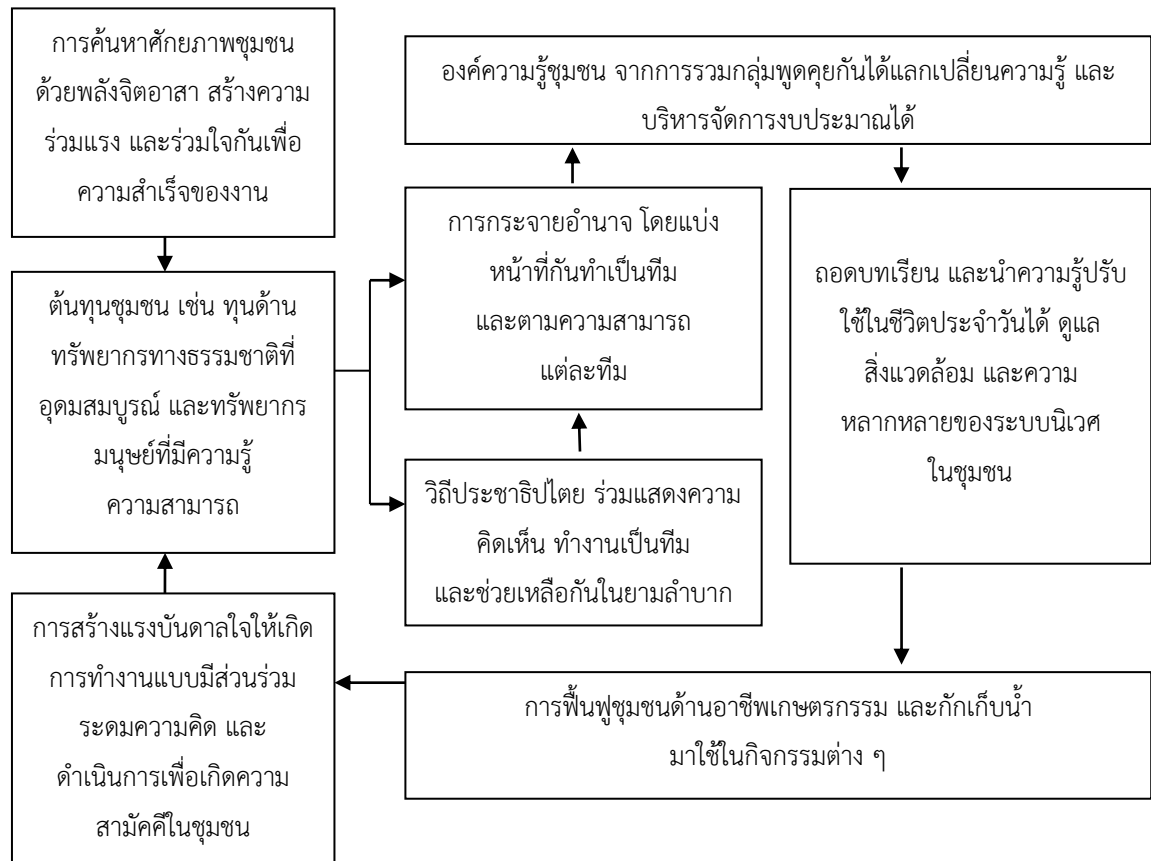 การค้นหาศักยภาพชุมชน
ด้วยพลังจิตอาสา สร้างความ
ร่วมแรง และร่วมใจกันเพื่อ
ความสำเร็จของงาน
องค์ความรู้ชุมชน จากการรวมกลุ่มพูดคุยกันได้แลกเปลี่ยนความรู้ และ
บริหารจัดการงบประมาณได้
ต้นทุนชุมชน เช่น ทุนด้าน
ทรัพยากรทางธรรมชาติที่
อุดมสมบูรณ์ และทรัพยากร
มนุษย์ที่มีความรู้
ความสามารถ
การกระจายอำนาจ โดยแบ่ง
หน้าที่กันทำเป็นทีม
และตามความสามารถ
แต่ละทีม
ถอดบทเรียน และนำความรู้ปรับ
ใช้ในชีวิตประจำวันได้ ดูแล
สิ่งแวดล้อม และความ
หลากหลายของระบบนิเวศ
ในชุมชน
วิถีประชาธิปไตย ร่วมแสดงความ
คิดเห็น ทำงานเป็นทีม
และช่วยเหลือกันในยามลำบาก
การสร้างแรงบันดาลใจให้เกิด
การทำงานแบบมีส่วนร่วม
ระดมความคิด และ
ดำเนินการเพื่อเกิดความ
สามัคคีในชุมชน
การฟื้นฟูชุมชนด้านอาชีพเกษตรกรรม และกักเก็บน้ำ
มาใช้ในกิจกรรมต่าง ๆ